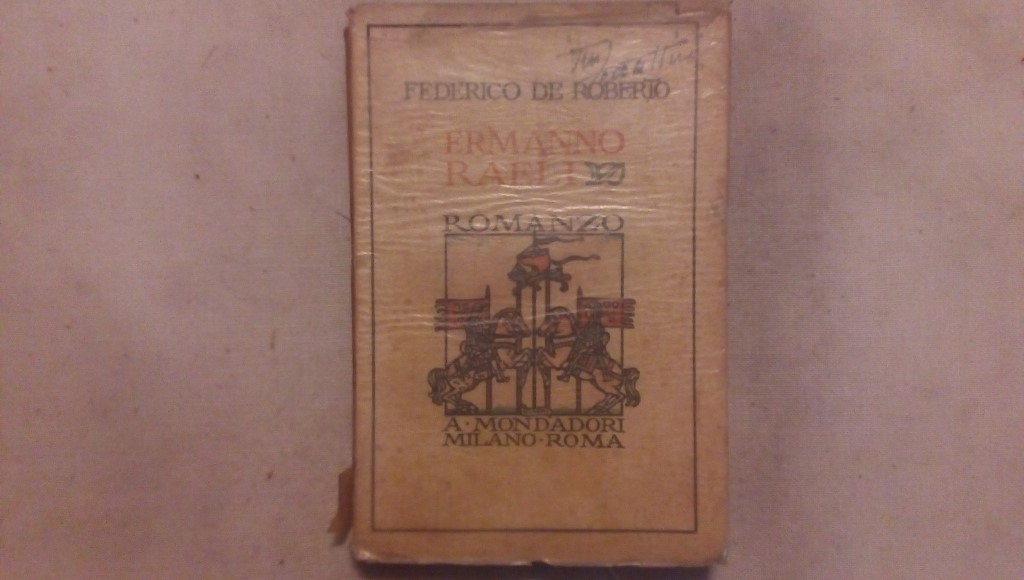 FEDERICO DE ROBERTO
ERMANNO
RAELI
ROMANZO
A · MONDADORI
MILANO · ROMA